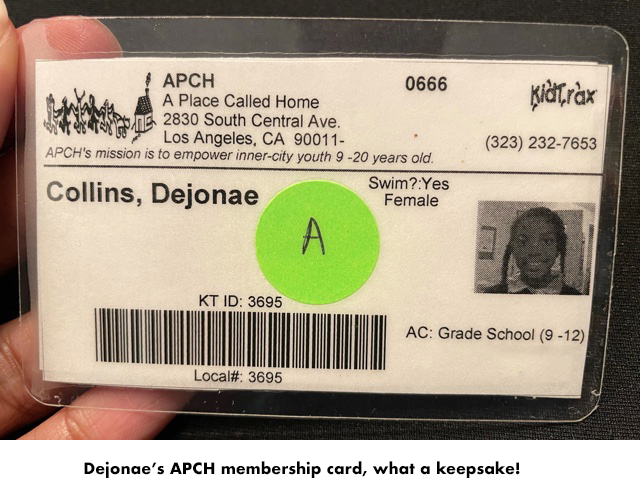 APCH
0666
KidTrax
A Place Called Home
2830 South Central Ave.
Los Angeles, CA 90011-
(323) 232-7653
APCH's mission is to empower inner-city youth 9 -20 years old.
Collins, Dejonae
Swim?:Yes
Female
A
KT ID: 3695
AC: Grade School (9 -12)
Local#: 3695
Dejonae's APCH membership card, what a keepsake!